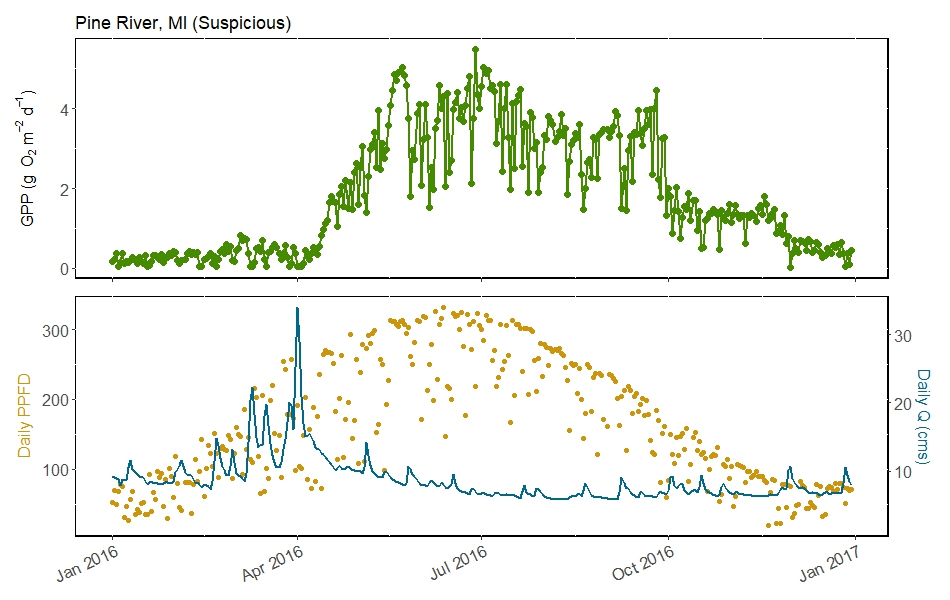 Pine River, MI (Suspicious)
GPP (g O₂ m⁻² d⁻¹)
4
2
0
Daily PPFD
300
200
100
Daily Q (cms)
30
20
10
Jan 2016
Apr 2016
Jul 2016
Oct 2016
Jan 2017